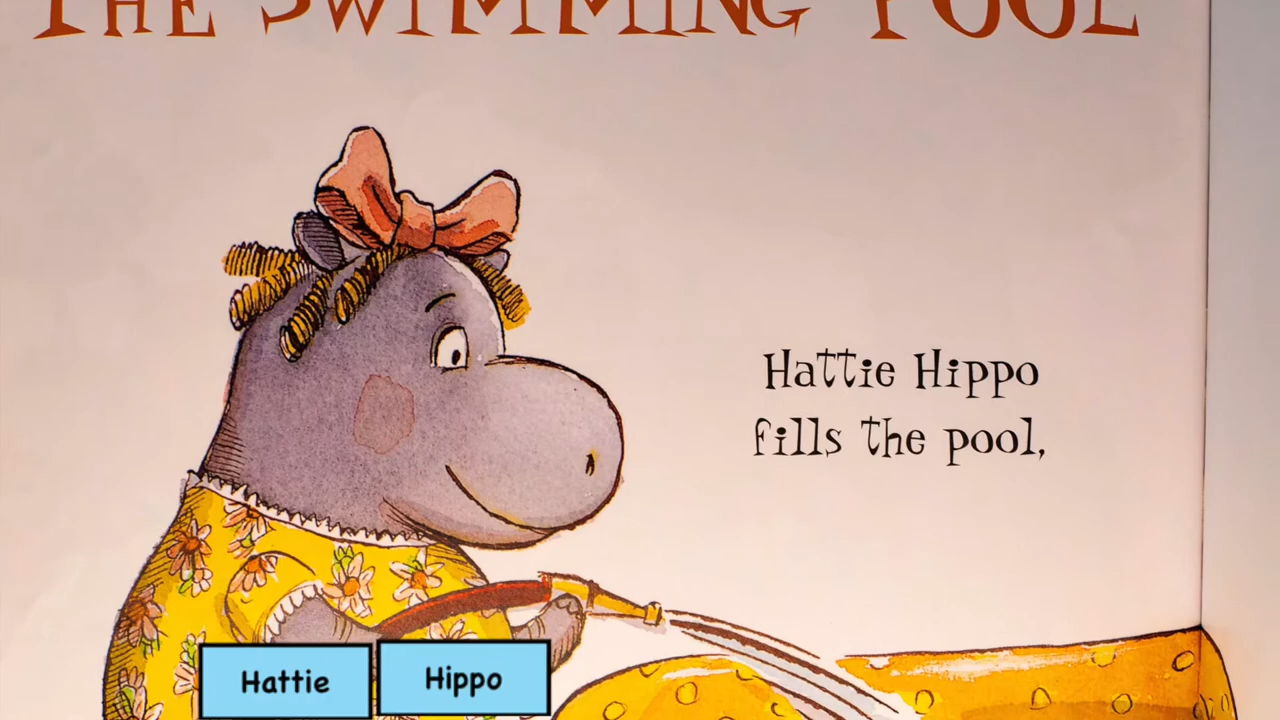 THE SWIMMING POOL
Hattie Hippo
fills the pool,
Hattie Hippo